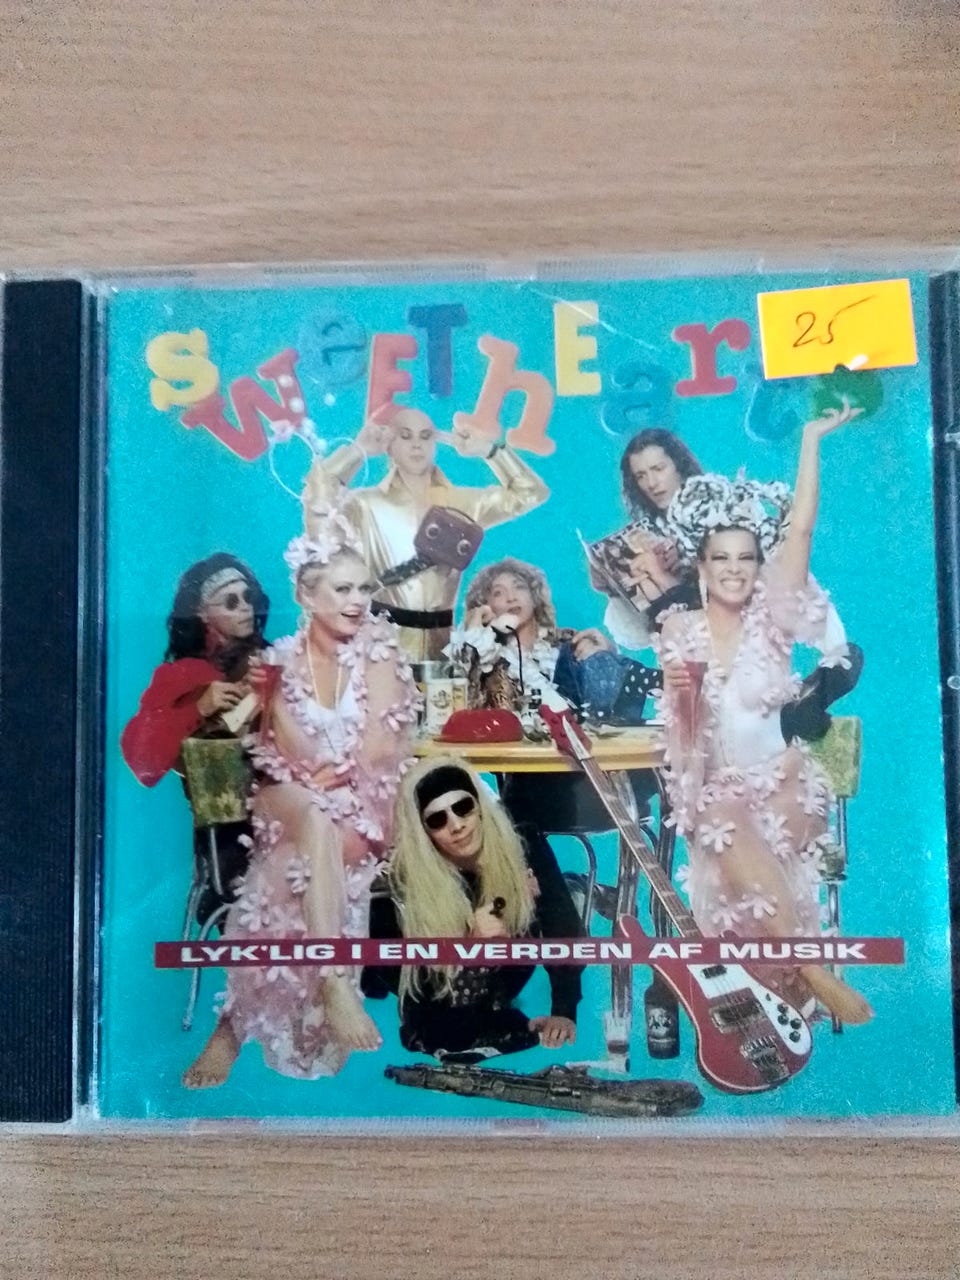 SweEThEarts
25
LYK'LIG I EN VERDEN AF MUSIK